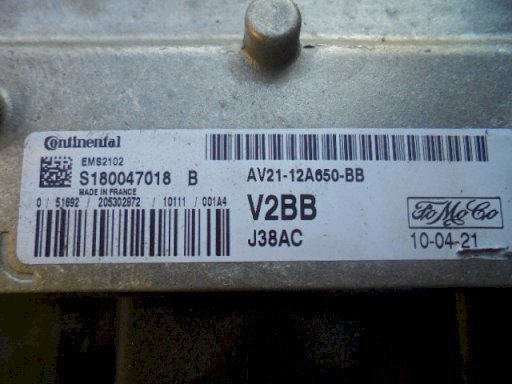 Continental
EMS2102
S180047018 B
MADE IN FRANCE
0 / 51692 / 205302872 / 10111 / 001A4
AV21-12A650-BB
V2BB
J38AC
FoMoCo
10-04-21